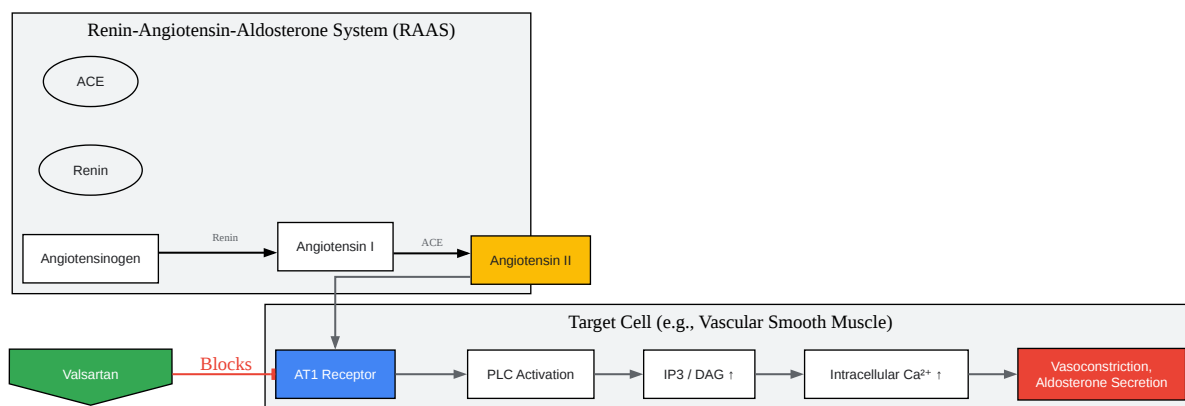 Renin-Angiotensin-Aldosterone System (RAAS)
ACE
Renin
Angiotensinogen
Renin
Angiotensin I
ACE
Angiotensin II
Target Cell (e.g., Vascular Smooth Muscle)
Valsartan
Blocks
AT1 Receptor
PLC Activation
IP3 / DAG ↑
Intracellular Ca²⁺ ↑
Vasoconstriction,
Aldosterone Secretion